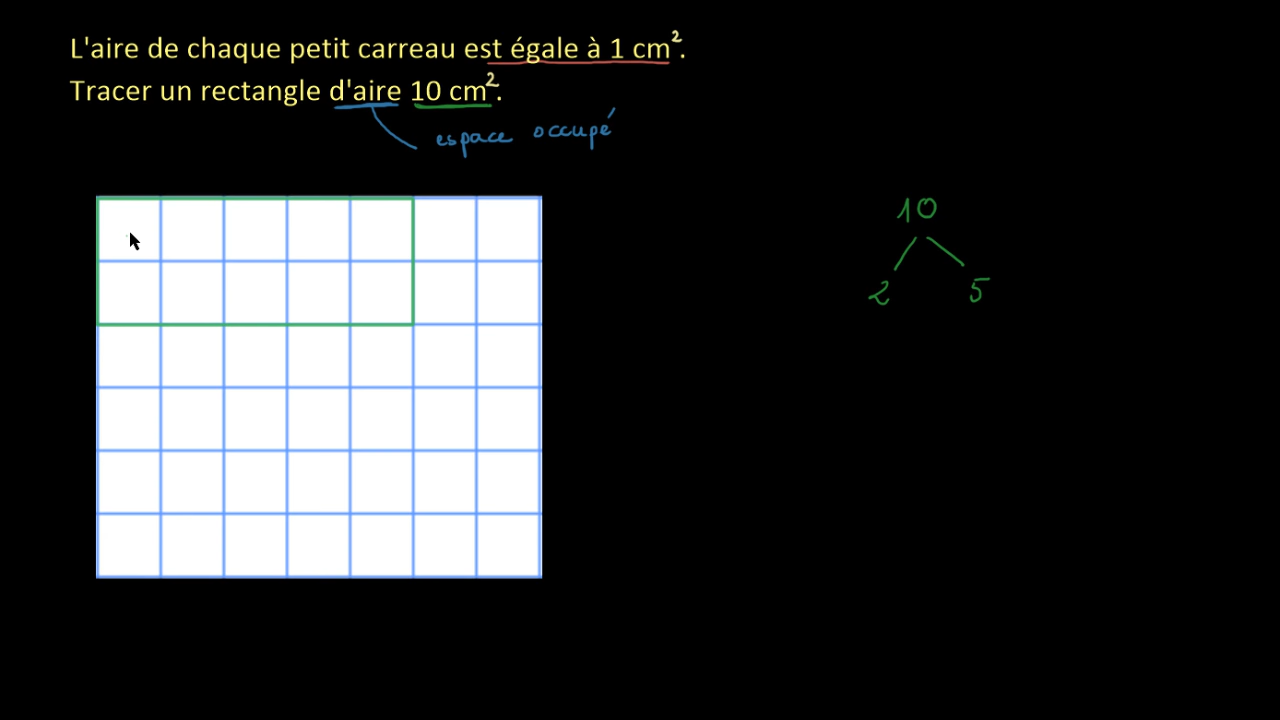 L'aire de chaque petit carreau est égale à 1 cm².
Tracer un rectangle d'aire 10 cm².
espace occupé
10
2 5